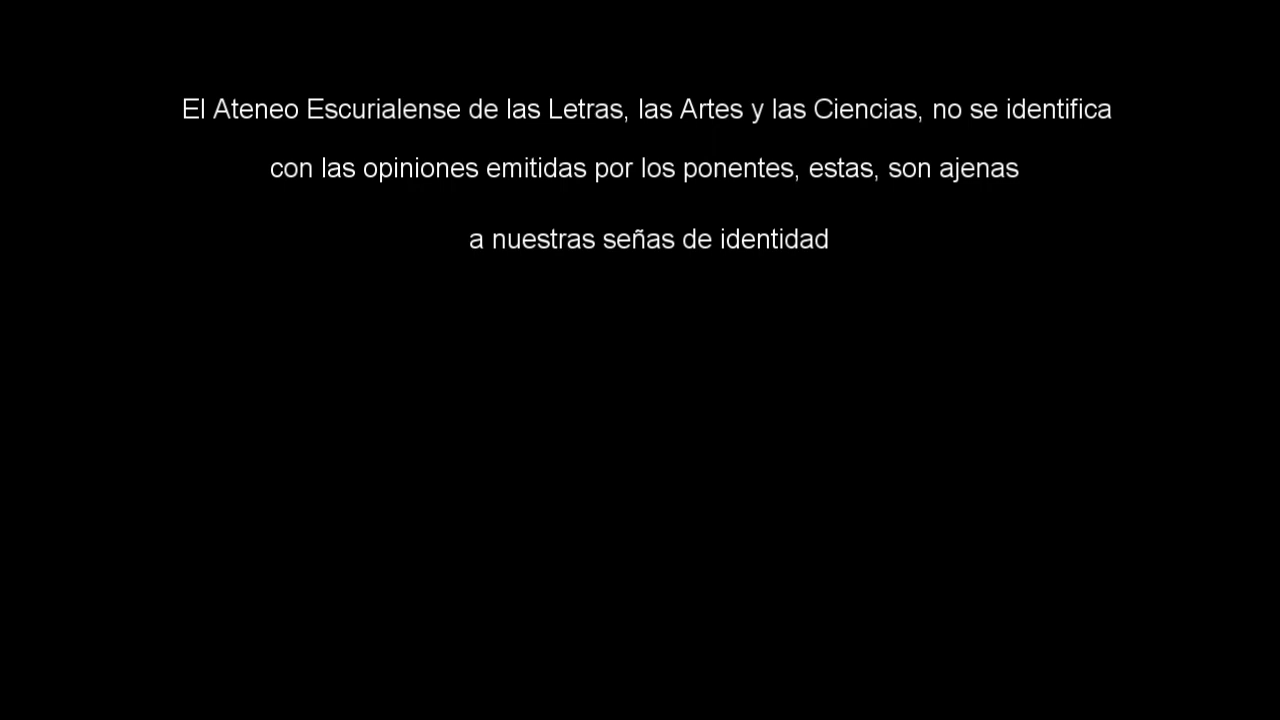 El Ateneo Escurialense de las Letras, las Artes y las Ciencias, no se identifica
con las opiniones emitidas por los ponentes, estas, son ajenas
a nuestras señas de identidad